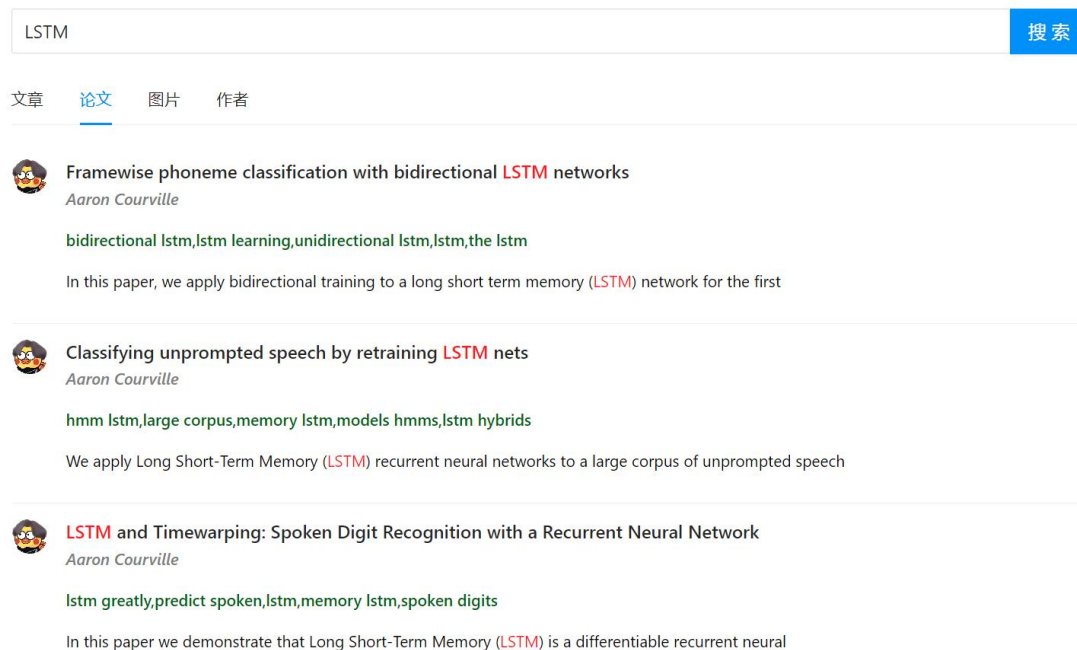 LSTM
搜索
文章 论文 图片 作者
Framewise phoneme classification with bidirectional LSTM networks
Aaron Courville
bidirectional lstm,lstm learning,unidirectional lstm,lstm,the lstm
In this paper, we apply bidirectional training to a long short term memory (LSTM) network for the first
Classifying unprompted speech by retraining LSTM nets
Aaron Courville
hmm lstm,large corpus,memory lstm,models hmms,lstm hybrids
We apply Long Short-Term Memory (LSTM) recurrent neural networks to a large corpus of unprompted speech
LSTM and Timewarping: Spoken Digit Recognition with a Recurrent Neural Network
Aaron Courville
lstm greatly,predict spoken,lstm,memory lstm,spoken digits
In this paper we demonstrate that Long Short-Term Memory (LSTM) is a differentiable recurrent neural